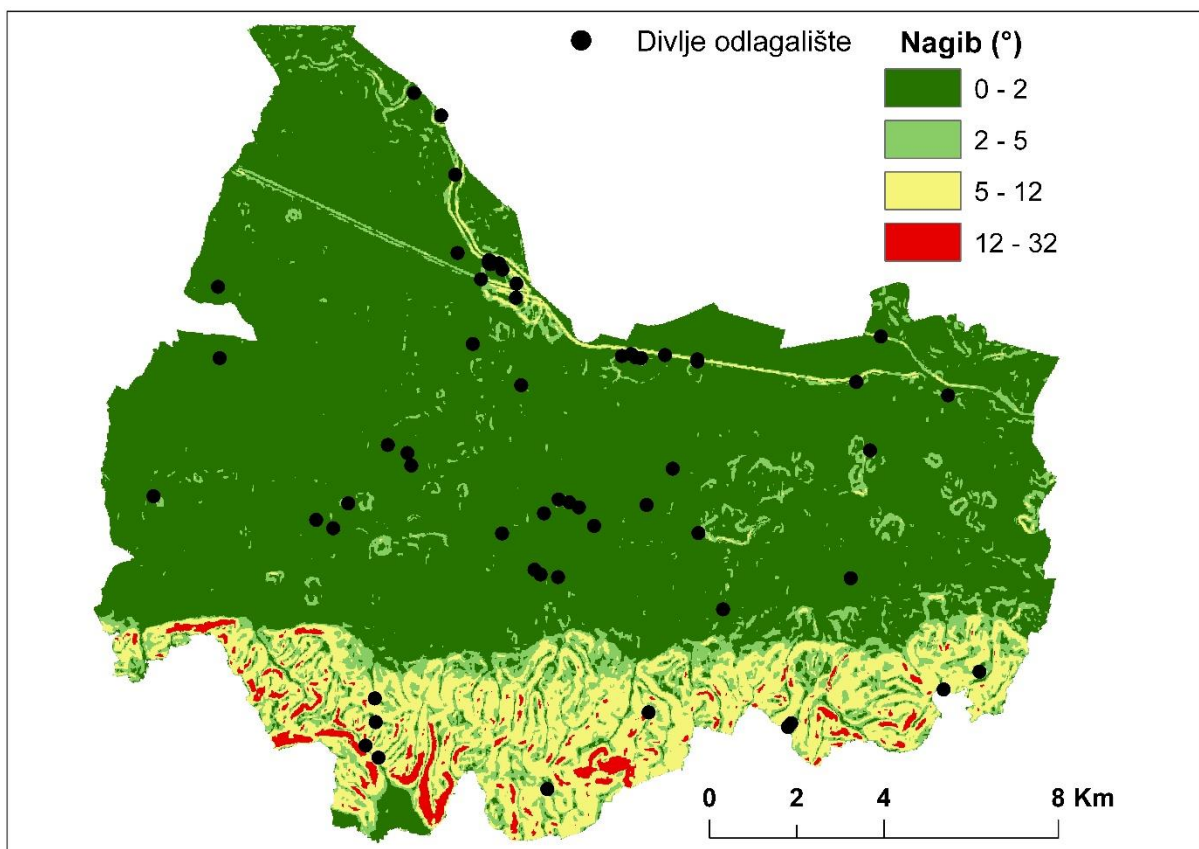 Divlje odlagalište
Nagib (°)
0 - 2
2 - 5
5 - 12
12 - 32
0 2 4 8 Km